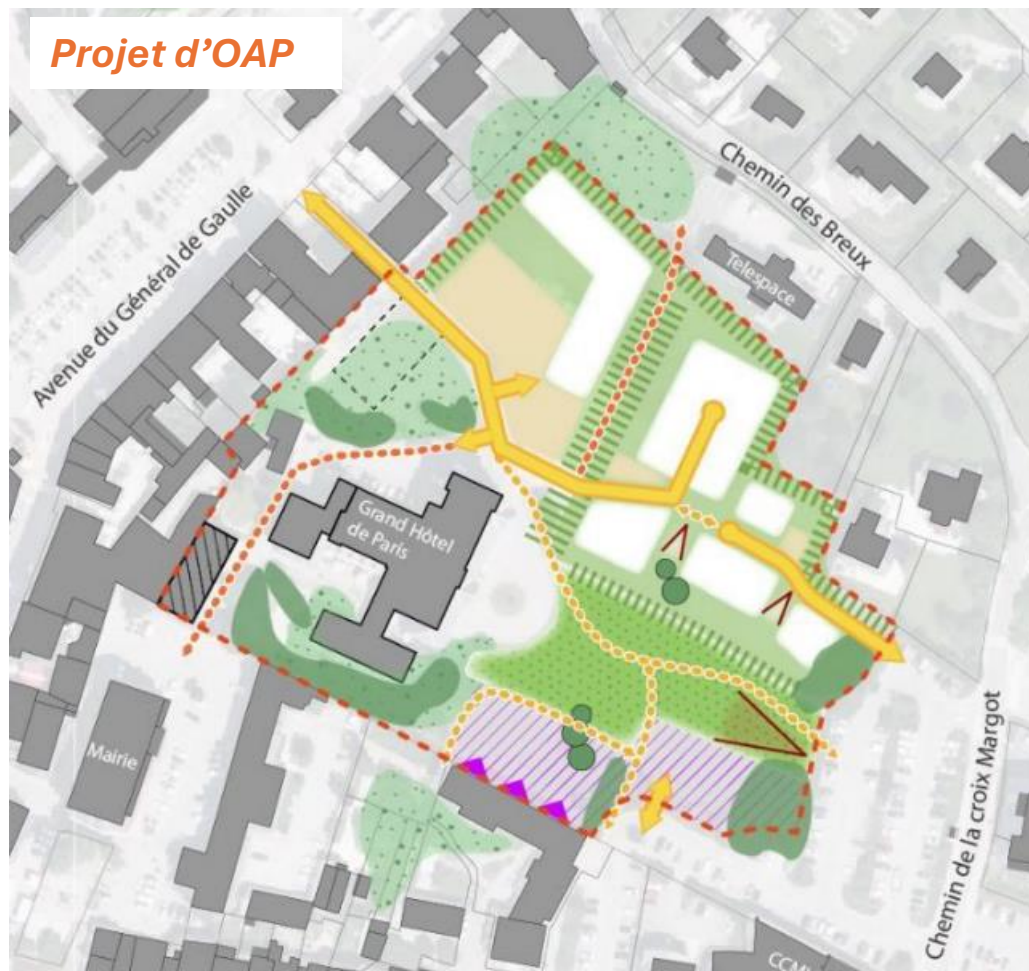 Projet d’OAP
Chemin des Breux
Avenue du Général de Gaulle
Telespace
Grand Hôtel
de Paris
Mairie
Chemin de la croix Margot